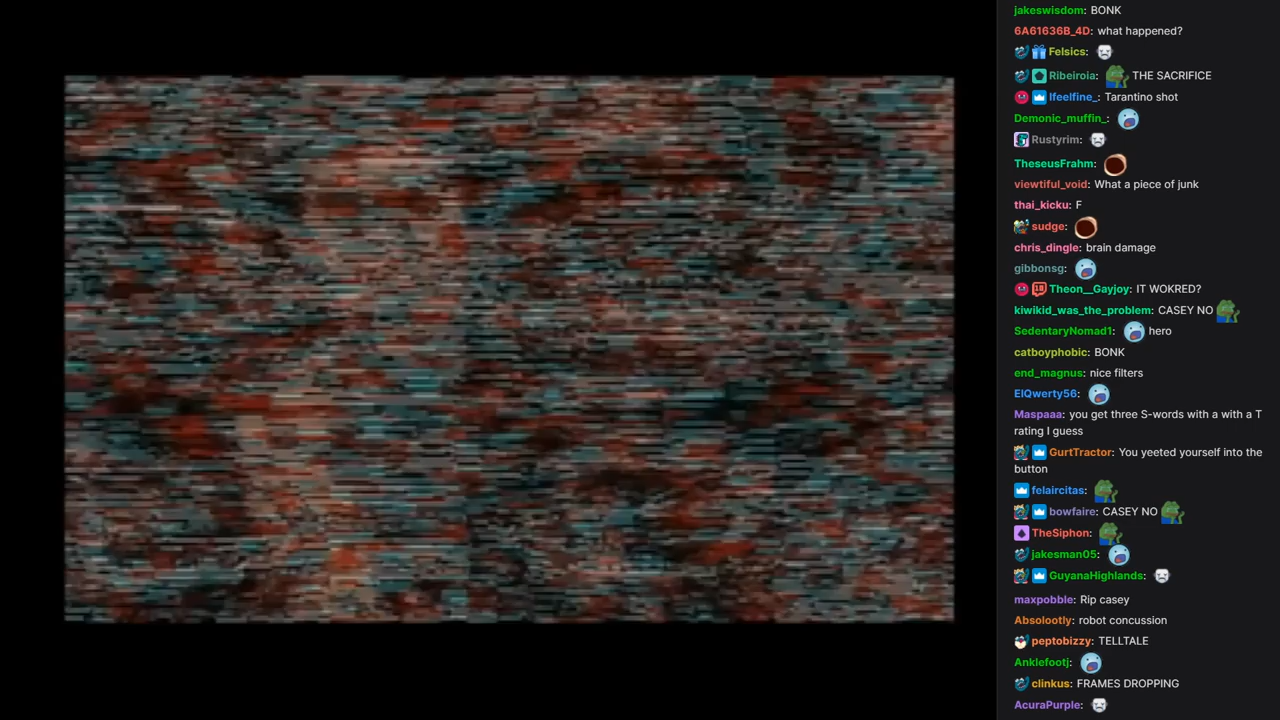 jakeswisdom: BONK
6A61636B_4D: what happened?
Felsics:
Ribeiroia: THE SACRIFICE
Ifeelfine_: Tarantino shot
Demonic_muffin_:
Rustyrim:
TheseusFrahm:
viewtiful_void: What a piece of junk
thai_kicku: F
sudge:
chris_dingle: brain damage
gibbonsg:
Theon__Gayjoy: IT WOKRED?
kiwikid_was_the_problem: CASEY NO
SedentaryNomad1: hero
catboyphobic: BONK
end_magnus: nice filters
ElQwerty56:
Maspaaa: you get three S-words with a with a T
rating I guess
GurtTractor: You yeeted yourself into the
button
felaircitas:
bowfaire: CASEY NO
TheSiphon:
jakesman05:
GuyanaHighlands:
maxpobble: Rip casey
Absolootly: robot concussion
peptobizzy: TELLTALE
Anklefootj:
clinkus: FRAMES DROPPING
AcuraPurple: